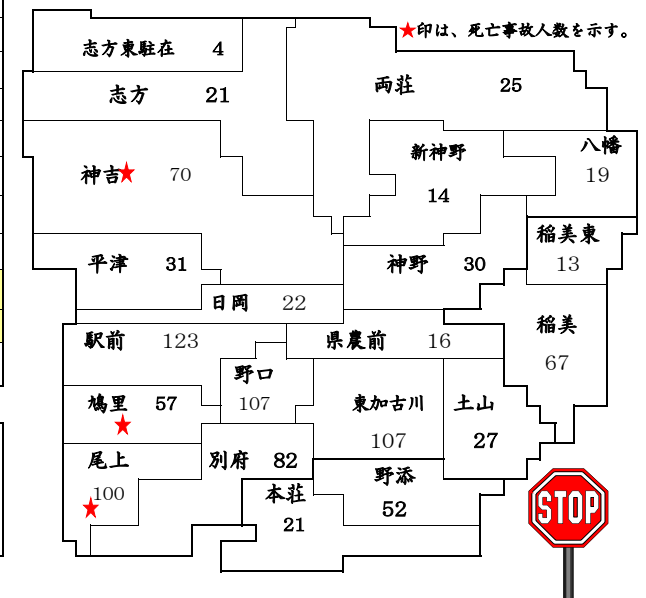 ★印は、死亡事故人数を示す。
志方東駐在 4
志方 21
両荘 25
新神野
14
八幡
19
神吉★ 70
稲美東
13
平津 31
神野 30
日岡 22
稲美
67
駅前 123
県農前 16
野口
107
鳩里 57
★
東加古川
107
土山
27
尾上
100
★
別府 82
野添
52
本荘
21
STOP